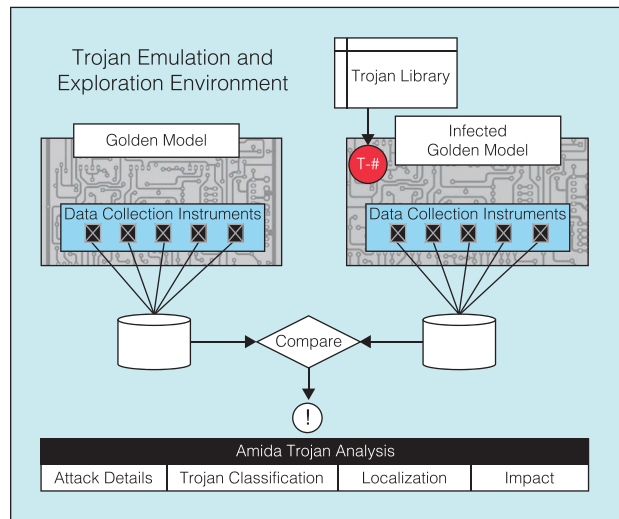 Trojan Emulation and
Exploration Environment
Trojan Library
Golden Model
Infected
Golden Model
T-#
Data Collection Instruments
Data Collection Instruments
Compare
!
Amida Trojan Analysis
Attack Details
Trojan Classification
Localization
Impact